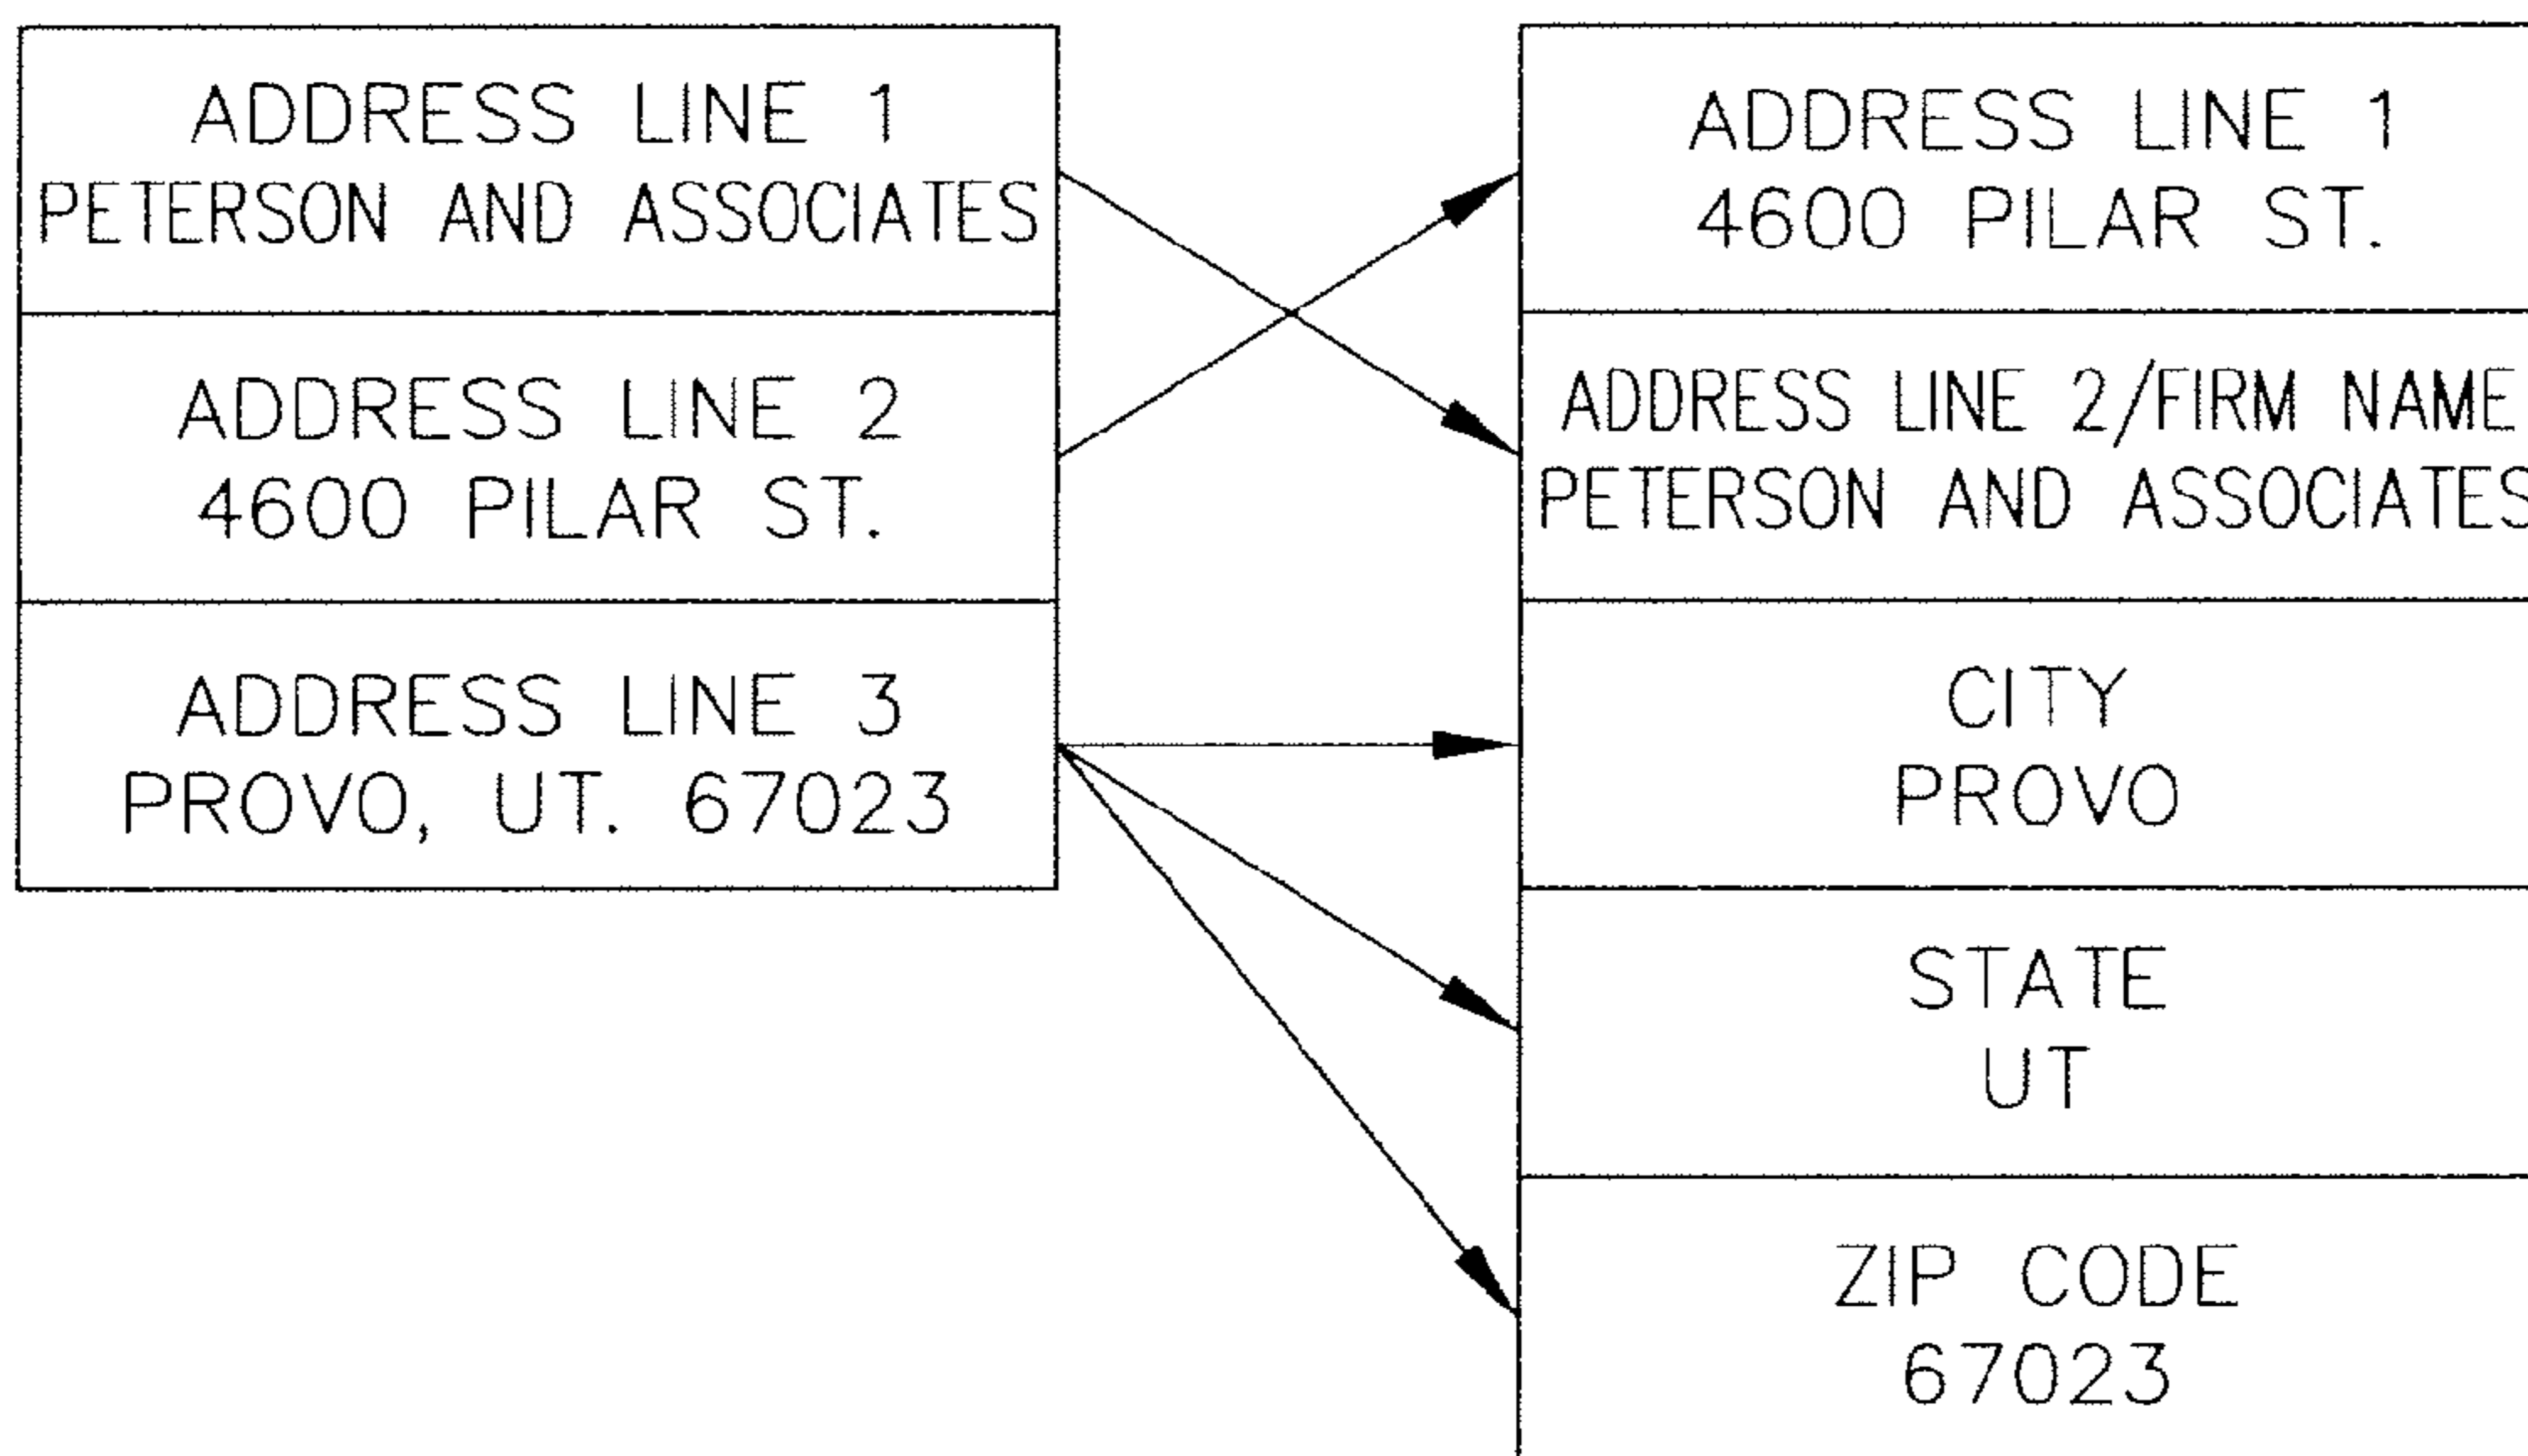 ADDRESS LINE 1
PETERSON AND ASSOCIATES
ADDRESS LINE 2
4600 PILAR ST.
ADDRESS LINE 3
PROVO, UT. 67023
ADDRESS LINE 1
4600 PILAR ST.
ADDRESS LINE 2/FIRM NAME
PETERSON AND ASSOCIATES
CITY
PROVO
STATE
UT
ZIP CODE
67023